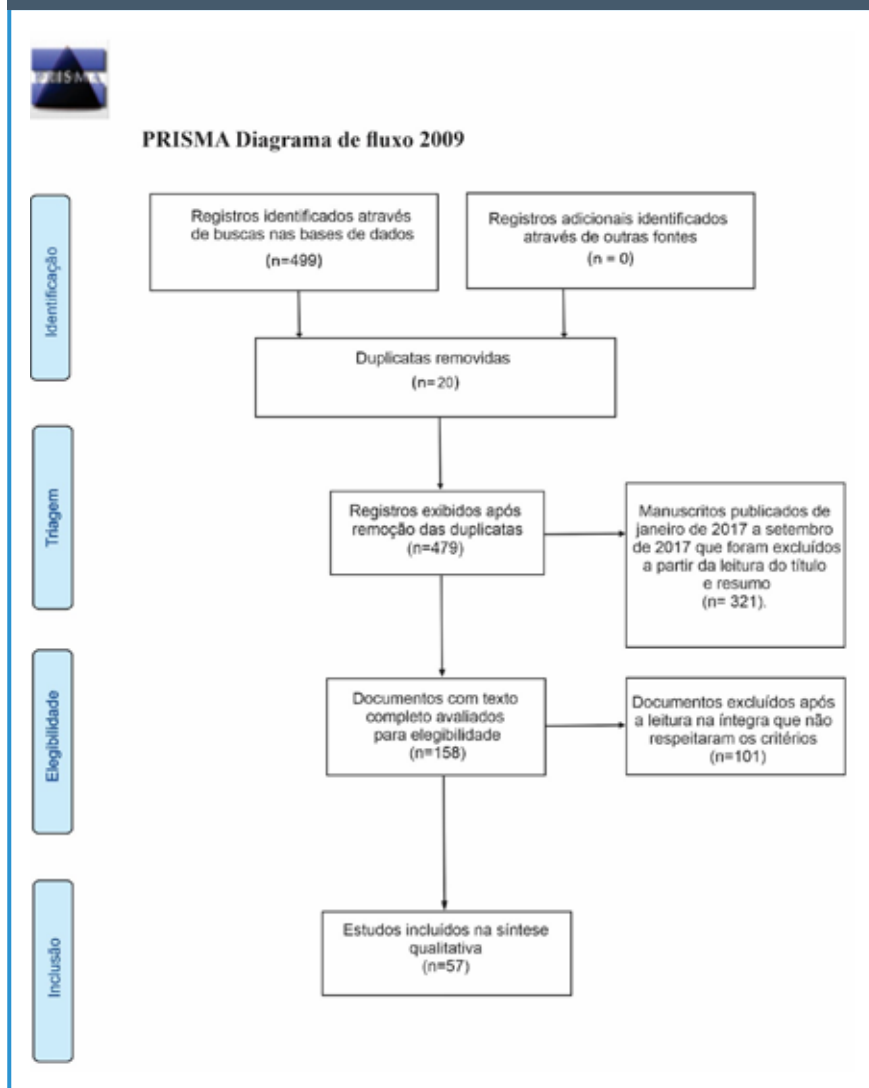 PRISMA
PRISMA Diagrama de fluxo 2009
Identificação
Registros identificados através
de buscas nas bases de dados
(n=499)
Registros adicionais identificados
através de outras fontes
(n = 0)
Duplicatas removidas
(n=20)
Triagem
Registros exibidos após
remoção das duplicatas
(n=479)
Manuscritos publicados de
janeiro de 2017 a setembro
de 2017 que foram excluídos
a partir da leitura do título
e resumo
(n= 321).
Elegibilidade
Documentos com texto
completo avaliados
para elegibilidade
(n=158)
Documentos excluídos após
a leitura na íntegra que não
respeitaram os critérios
(n=101)
Inclusão
Estudos incluídos na síntese
qualitativa
(n=57)